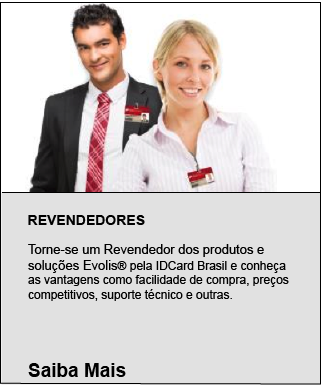 REVENDEDORES
Torne-se um Revendedor dos produtos e
soluções Evolis® pela IDCard Brasil e conheça
as vantagens como facilidade de compra, preços
competitivos, suporte técnico e outras.
Saiba Mais